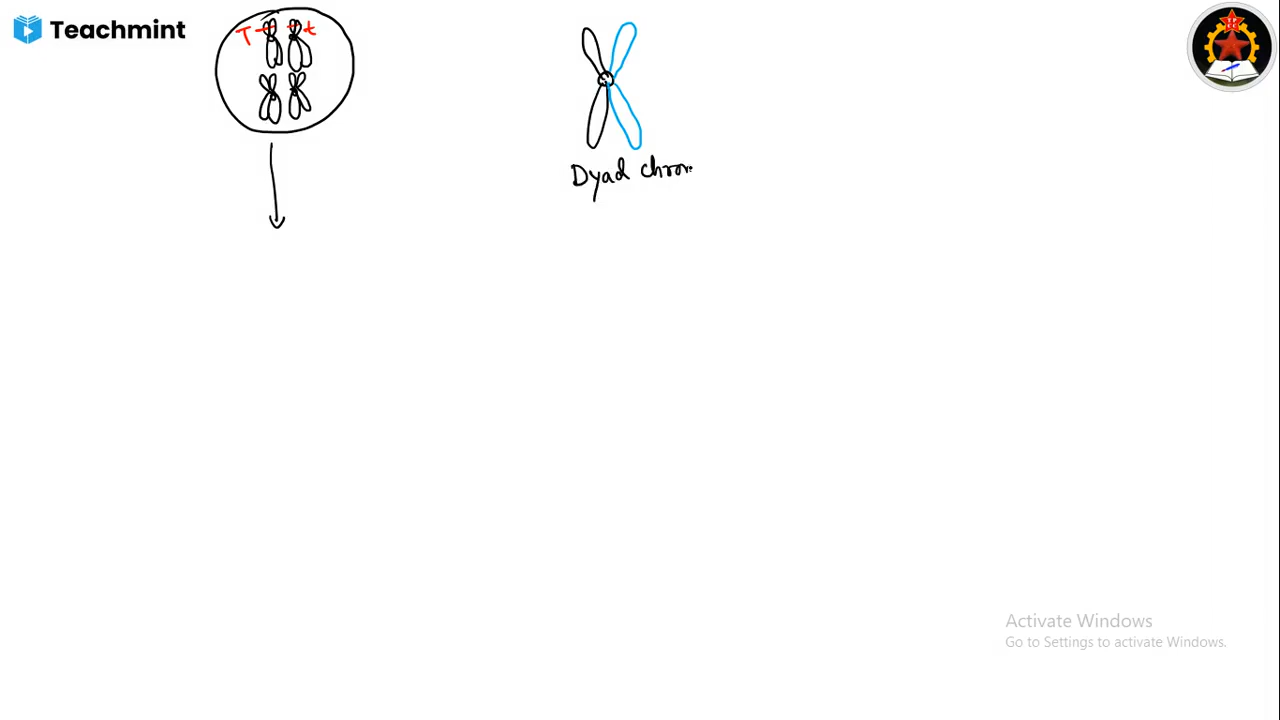 Teachmint
T t
Dyad chrom
Activate Windows
Go to Settings to activate Windows.